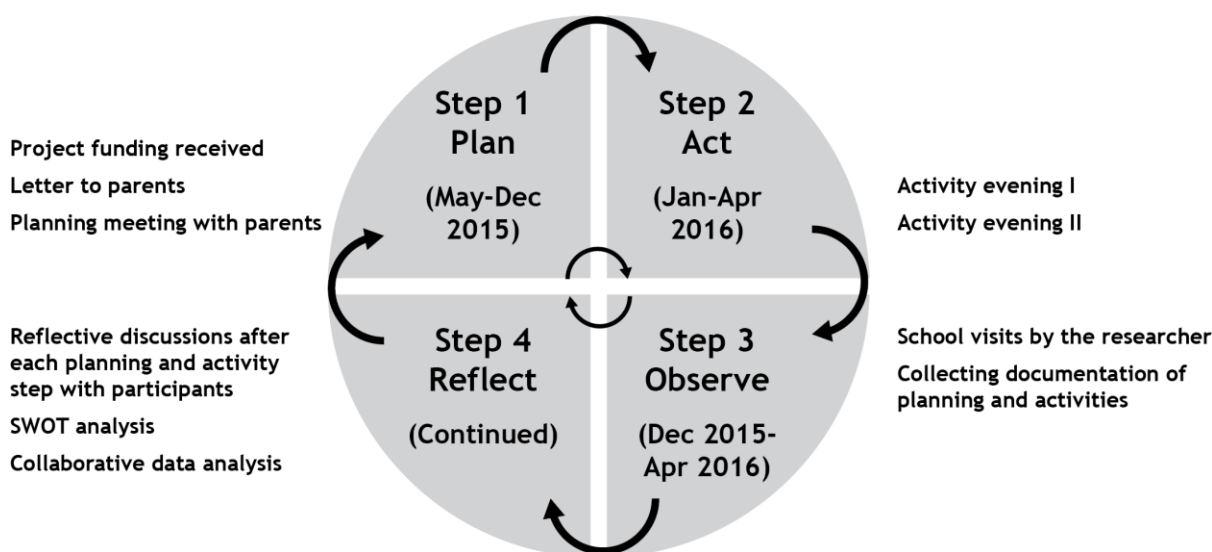 Step 1
Plan
(May-Dec
2015)
Project funding received
Letter to parents
Planning meeting with parents
Step 2
Act
(Jan-Apr
2016)
Activity evening I
Activity evening II
Step 3
Observe
(Dec 2015-
Apr 2016)
School visits by the researcher
Collecting documentation of
planning and activities
Step 4
Reflect
(Continued)
Reflective discussions after
each planning and activity
step with participants
SWOT analysis
Collaborative data analysis